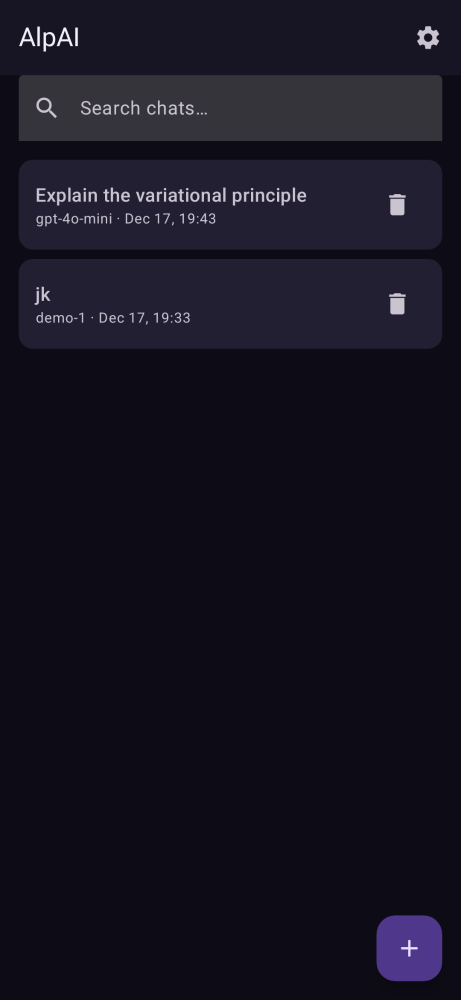 AlpAI
Search chats…
Explain the variational principle
gpt-4o-mini · Dec 17, 19:43
jk
demo-1 · Dec 17, 19:33